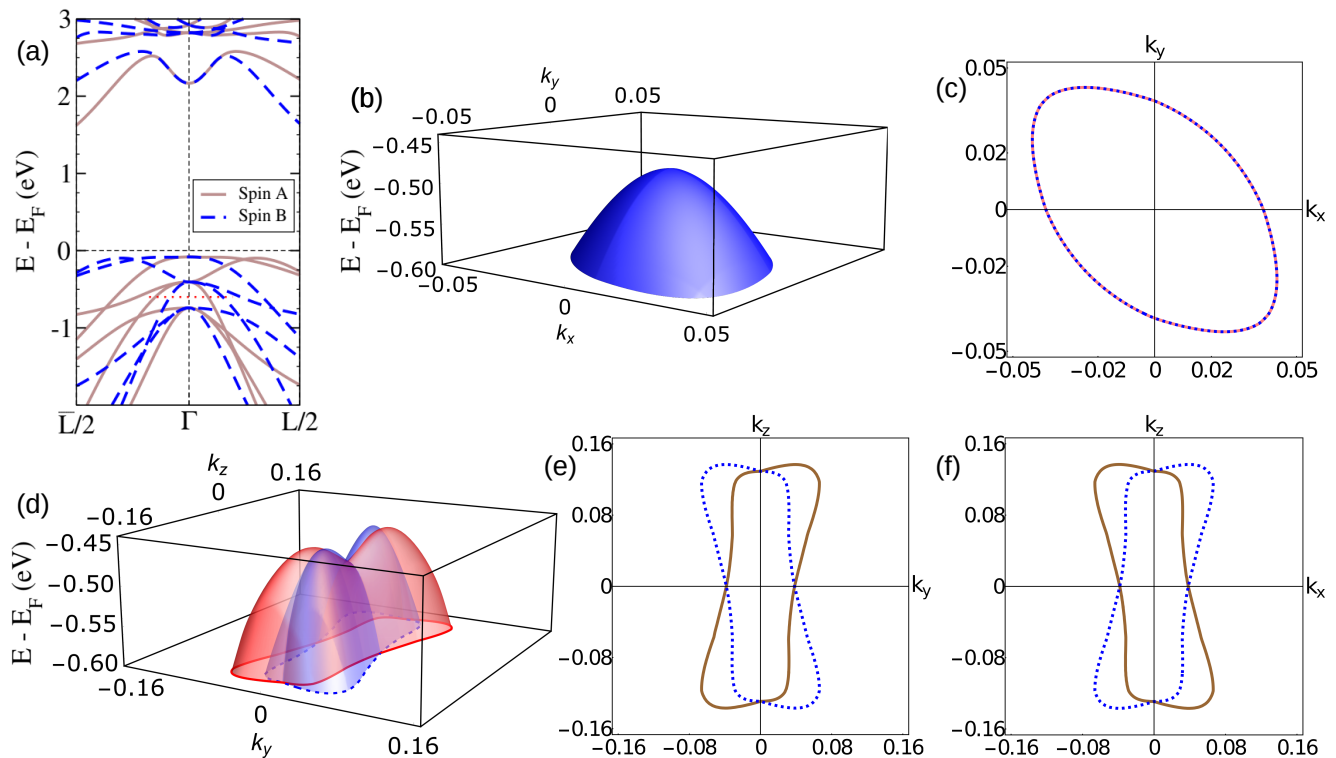 (a)
3
2
1
0
-1
E - E_F (eV)
Spin A
Spin B
L̅/2
Γ
L/2
(b)
k_y
0
0.05
−0.05
−0.45
−0.50
−0.55
−0.60
E - E_F (eV)
−0.05
0
k_x
0.05
(c)
k_y
0.05
0.02
0
−0.02
−0.05
k_x
−0.05
−0.02
0
0.02
0.05
(d)
k_z
0
0.16
−0.16
−0.45
−0.50
−0.55
−0.60
E - E_F (eV)
−0.16
0
k_y
0.16
(e)
k_z
0.16
0.08
0
−0.08
−0.16
k_y
−0.16
−0.08
0
0.08
0.16
(f)
k_z
0.16
0.08
0
−0.08
−0.16
k_x
−0.16
−0.08
0
0.08
0.16